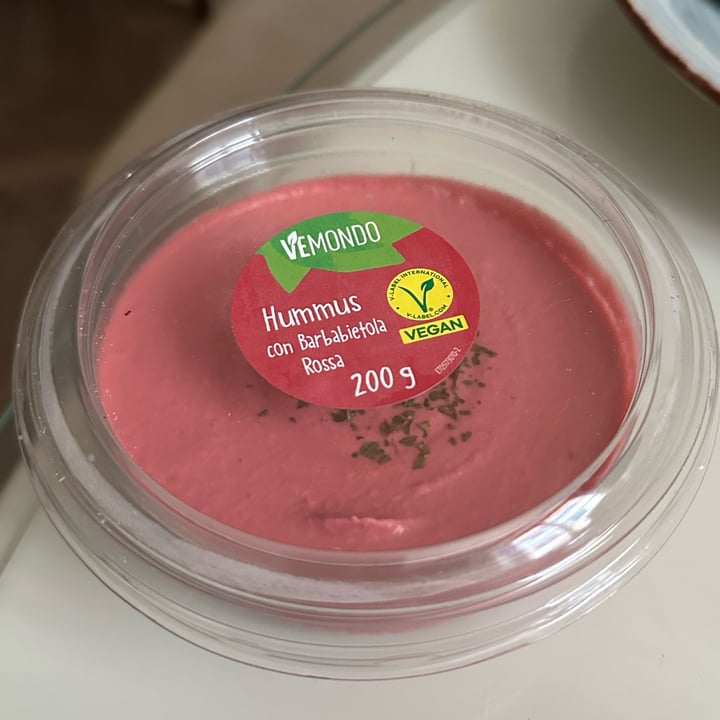 VEMONDO
Hummus
con Barbabietola
Rossa
200 g
V-LABEL INTERNATIONAL
V-LABEL.COM
VEGAN